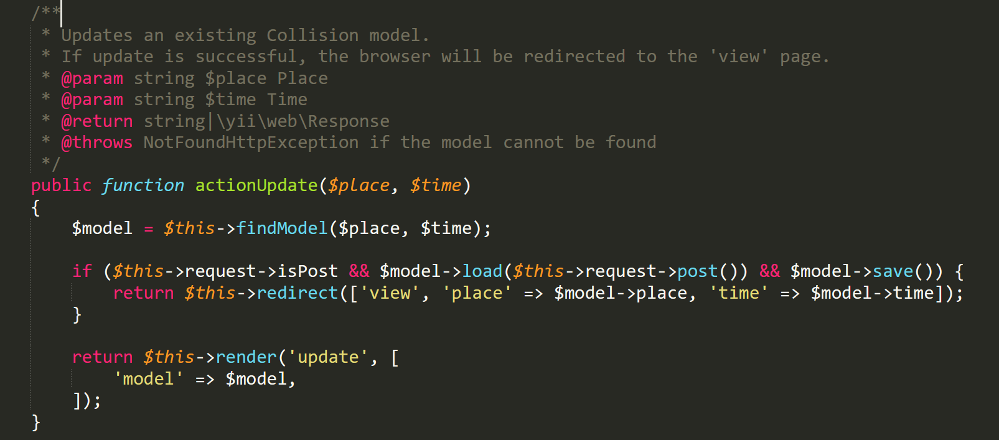 /**
 * Updates an existing Collision model.
 * If update is successful, the browser will be redirected to the 'view' page.
 * @param string $place Place
 * @param string $time Time
 * @return string|\yii\web\Response
 * @throws NotFoundHttpException if the model cannot be found
 */
public function actionUpdate($place, $time)
{
    $model = $this->findModel($place, $time);

    if ($this->request->isPost && $model->load($this->request->post()) && $model->save()) {
        return $this->redirect(['view', 'place' => $model->place, 'time' => $model->time]);
    }

    return $this->render('update', [
        'model' => $model,
    ]);
}